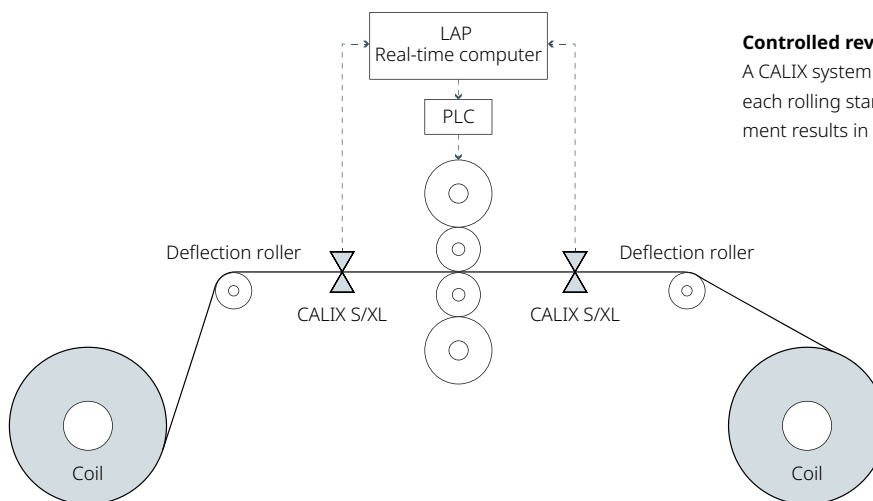 LAP
Real-time computer
PLC
Controlled rev
A CALIX system
each rolling star
ment results in
Deflection roller
Deflection roller
CALIX S/XL
CALIX S/XL
Coil
Coil